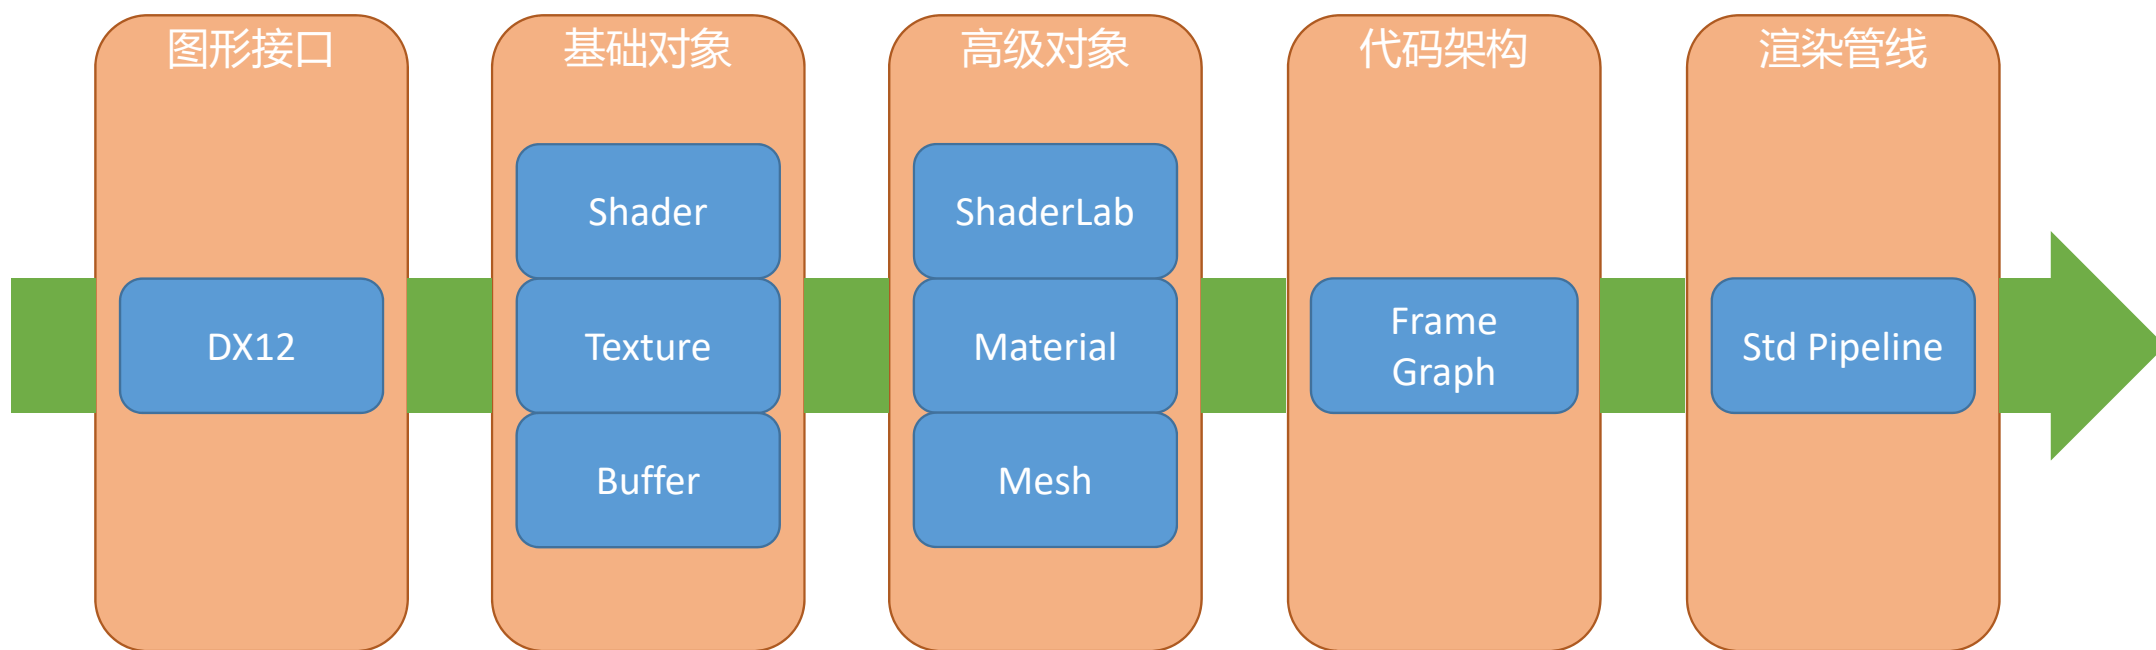 图形接口
DX12
基础对象
Shader
Texture
Buffer
高级对象
ShaderLab
Material
Mesh
代码架构
Frame
Graph
渲染管线
Std Pipeline